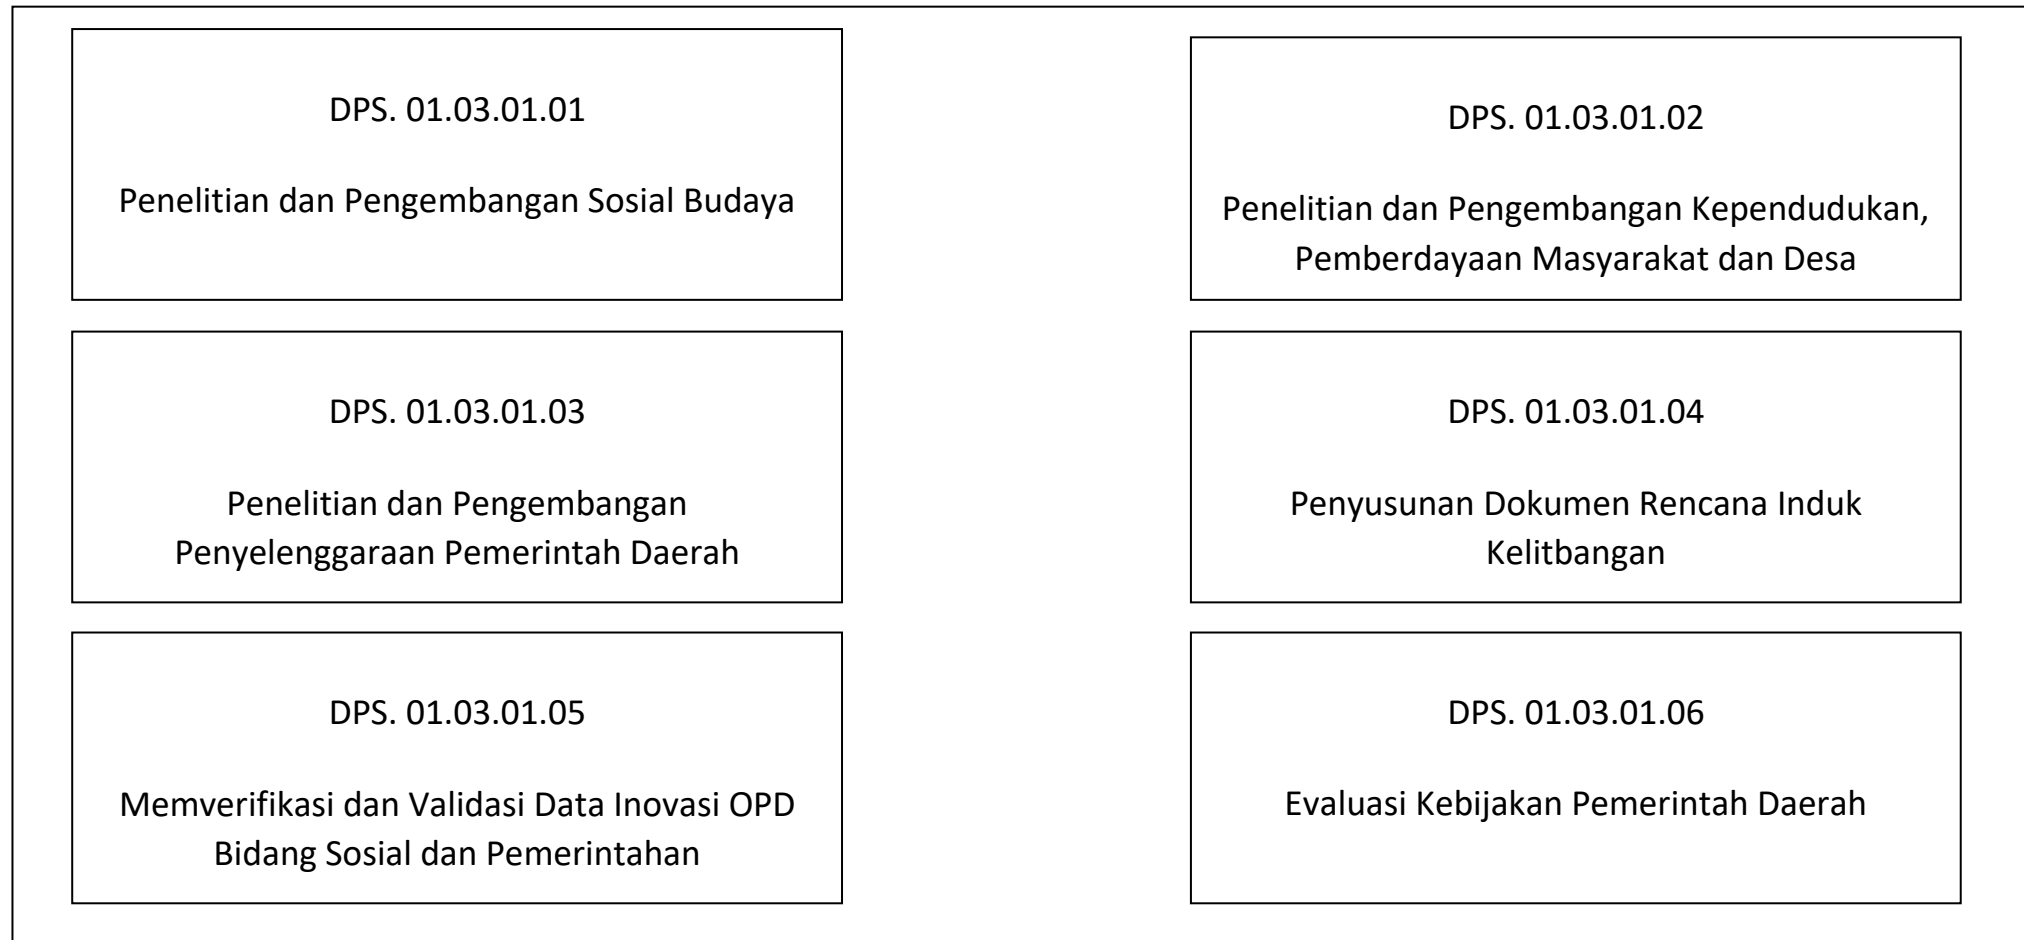 DPS. 01.03.01.01
Penelitian dan Pengembangan Sosial Budaya
DPS. 01.03.01.02
Penelitian dan Pengembangan Kependudukan,
Pemberdayaan Masyarakat dan Desa
DPS. 01.03.01.03
Penelitian dan Pengembangan
Penyelenggaraan Pemerintah Daerah
DPS. 01.03.01.04
Penyusunan Dokumen Rencana Induk
Kelitbangan
DPS. 01.03.01.05
Memverifikasi dan Validasi Data Inovasi OPD
Bidang Sosial dan Pemerintahan
DPS. 01.03.01.06
Evaluasi Kebijakan Pemerintah Daerah